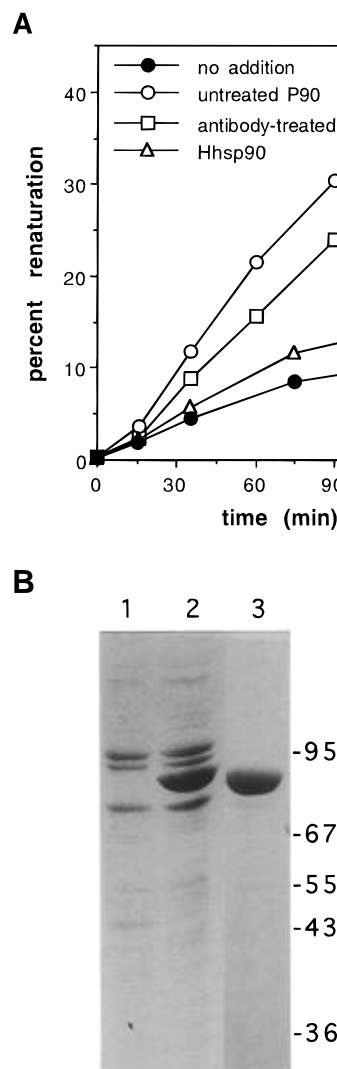 A
no addition
untreated P90
antibody-treated
Hhsp90
percent renaturation
40
30
20
10
0
0 30 60 90
time (min)
B
1 2 3
-95
-67
-55
-43
-36